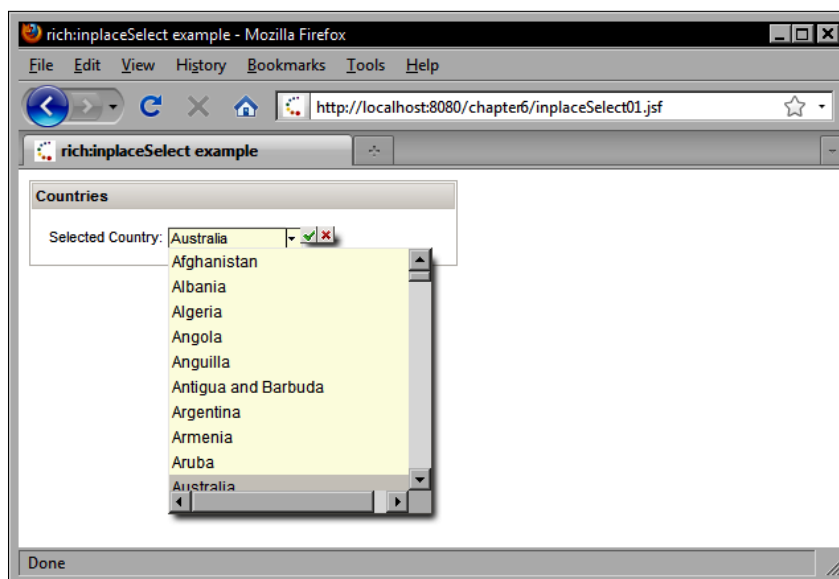 rich:inplaceSelect example - Mozilla Firefox
File Edit View History Bookmarks Tools Help
http://localhost:8080/chapter6/inplaceSelect01.jsf
rich:inplaceSelect example
Countries
Selected Country: Australia
Afghanistan
Albania
Algeria
Angola
Anguilla
Antigua and Barbuda
Argentina
Armenia
Aruba
Australia
Done